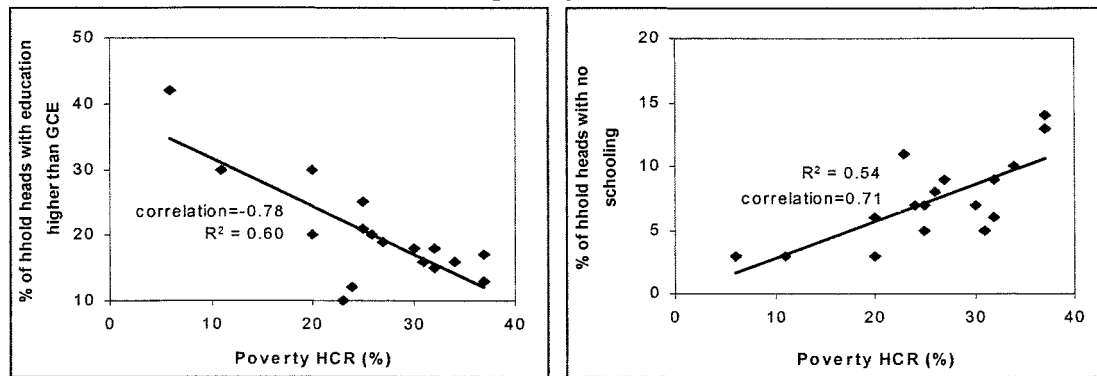 % of hhold heads with education
higher than GCE
50
40
30
20
10
correlation=-0.78
R² = 0.60
0
10
20
30
40
Poverty HCR (%)
% of hhold heads with no
schooling
20
15
10
5
0
R² = 0.54
correlation=0.71
0
10
20
30
40
Poverty HCR (%)